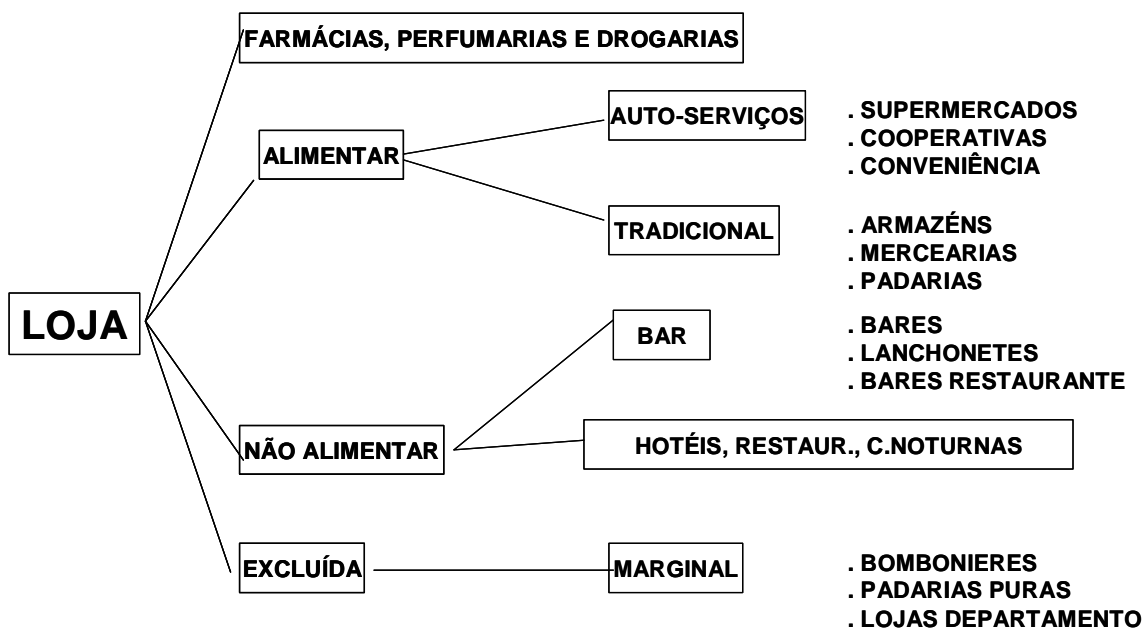 FARMÁCIAS, PERFUMARIAS E DROGARIAS
AUTO-SERVIÇOS
. SUPERMERCADOS
. COOPERATIVAS
. CONVENIÊNCIA
ALIMENTAR
TRADICIONAL
. ARMAZÉNS
. MERCEARIAS
. PADARIAS
LOJA
BAR
. BARES
. LANCHONETES
. BARES RESTAURANTE
NÃO ALIMENTAR
HOTÉIS, RESTAUR., C.NOTURNAS
EXCLUÍDA
MARGINAL
. BOMBONIERES
. PADARIAS PURAS
. LOJAS DEPARTAMENTO